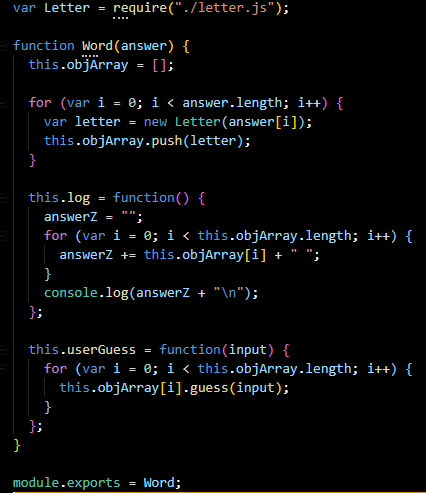 var Letter = require("./letter.js");
function Word(answer) {
  this.objArray = [];
  for (var i = 0; i < answer.length; i++) {
    var letter = new Letter(answer[i]);
    this.objArray.push(letter);
  }
  this.log = function() {
    answerZ = "";
    for (var i = 0; i < this.objArray.length; i++) {
      answerZ += this.objArray[i] + " ";
    }
    console.log(answerZ + "\n");
  };
  this.userGuess = function(input) {
    for (var i = 0; i < this.objArray.length; i++) {
      this.objArray[i].guess(input);
    }
  };
}
module.exports = Word;